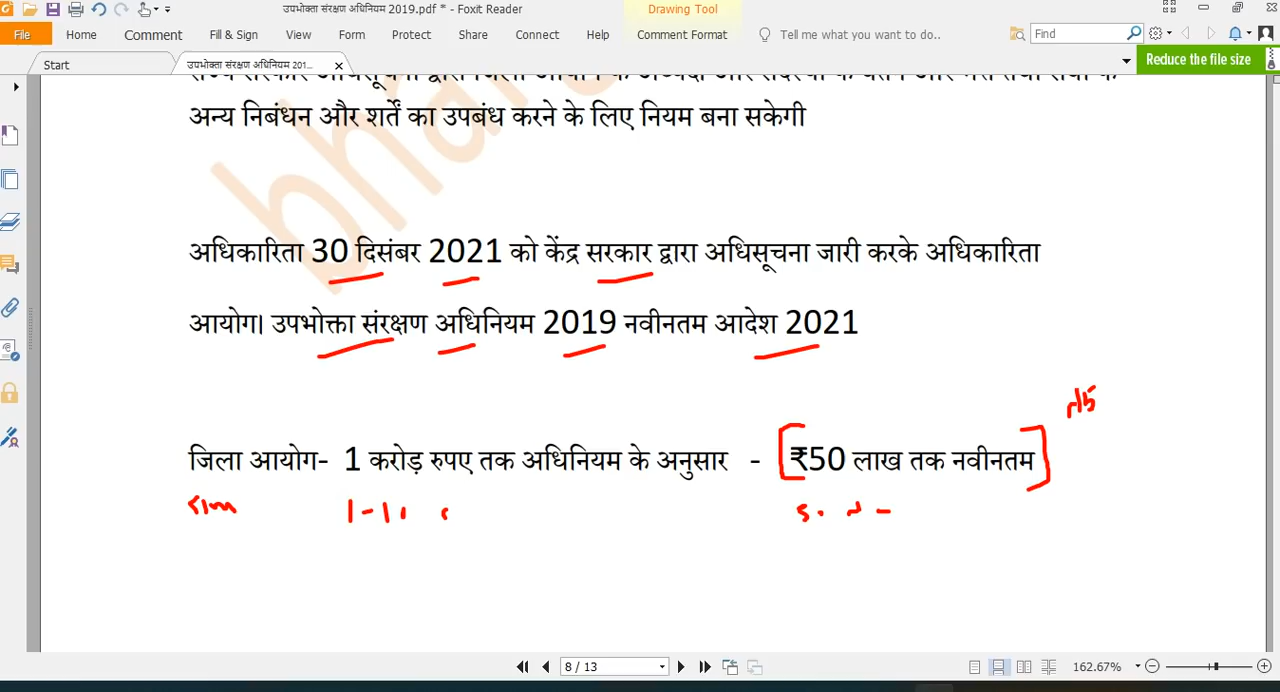 उपभोक्ता संरक्षण अधिनियम 2019.pdf * - Foxit Reader
Drawing Tool
File Home Comment Fill & Sign View Form Protect Share Connect Help Comment Format Tell me what you want to do.. Find
Start उपभोक्ता संरक्षण अधिनियम 201... Reduce the file size
अन्य निबंधन और शर्तें का उपबंध करने के लिए नियम बना सकेगी
अधिकारिता 30 दिसंबर 2021 को केंद्र सरकार द्वारा अधिसूचना जारी करके अधिकारिता
आयोग। उपभोक्ता संरक्षण अधिनियम 2019 नवीनतम आदेश 2021
जिला आयोग- 1 करोड़ रुपए तक अधिनियम के अनुसार - [₹50 लाख तक नवीनतम]
8 / 13 162.67%